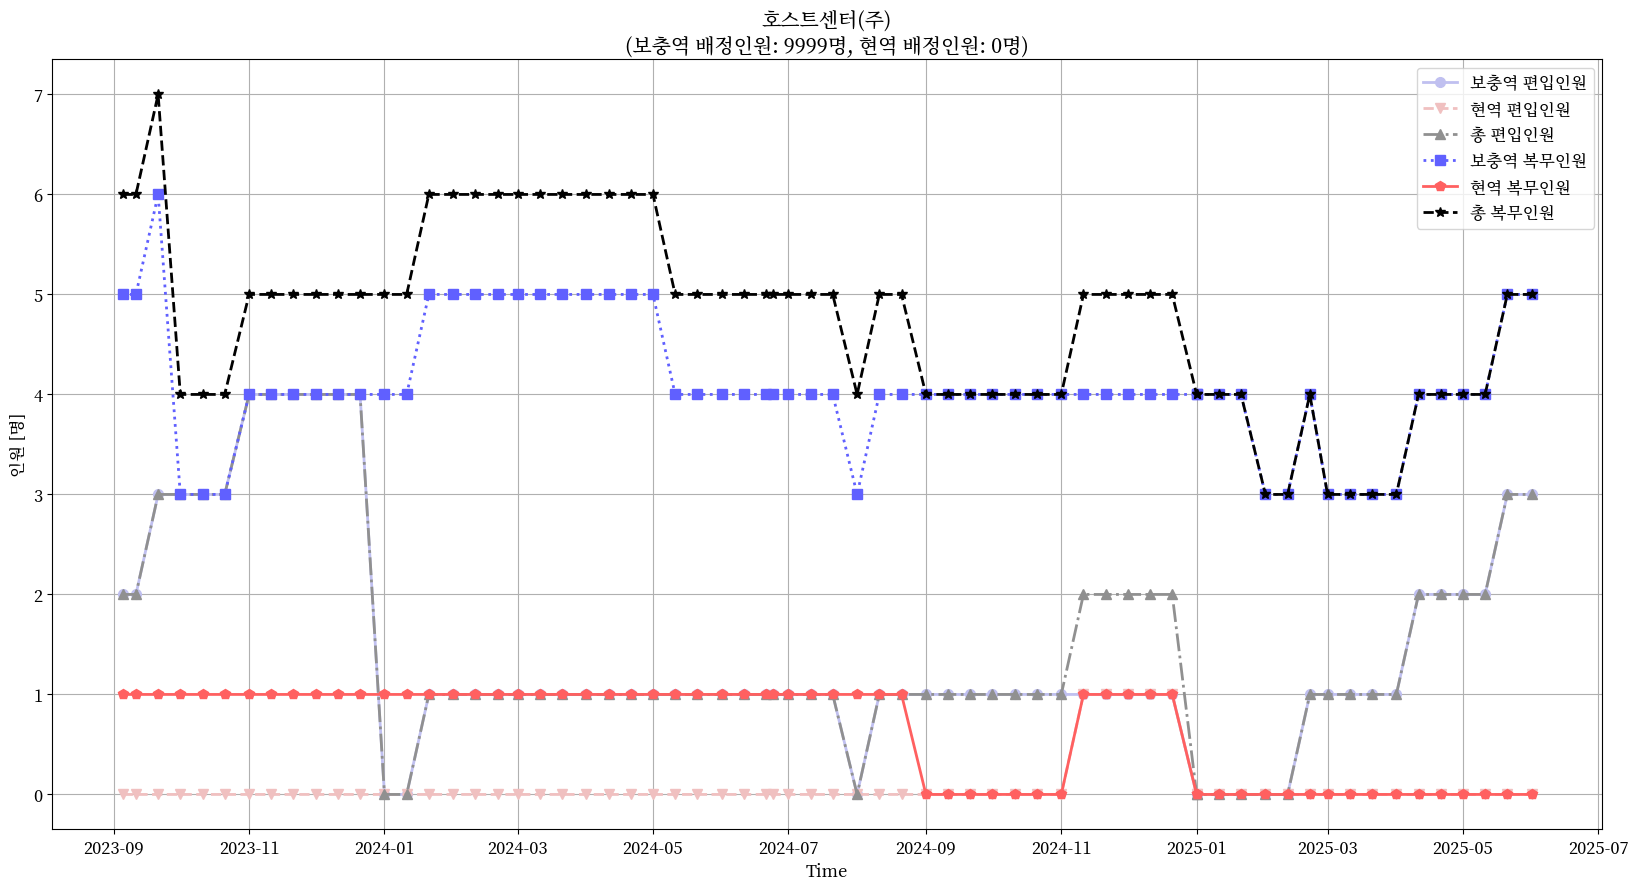 호스트센터(주)
(보충역 배정인원: 9999명, 현역 배정인원: 0명)
보충역 편입인원
현역 편입인원
총 편입인원
보충역 복무인원
현역 복무인원
총 복무인원
7
6
5
4
3
2
1
0
인원 [명]
2023-09 2023-11 2024-01 2024-03 2024-05 2024-07 2024-09 2024-11 2025-01 2025-03 2025-05 2025-07
Time